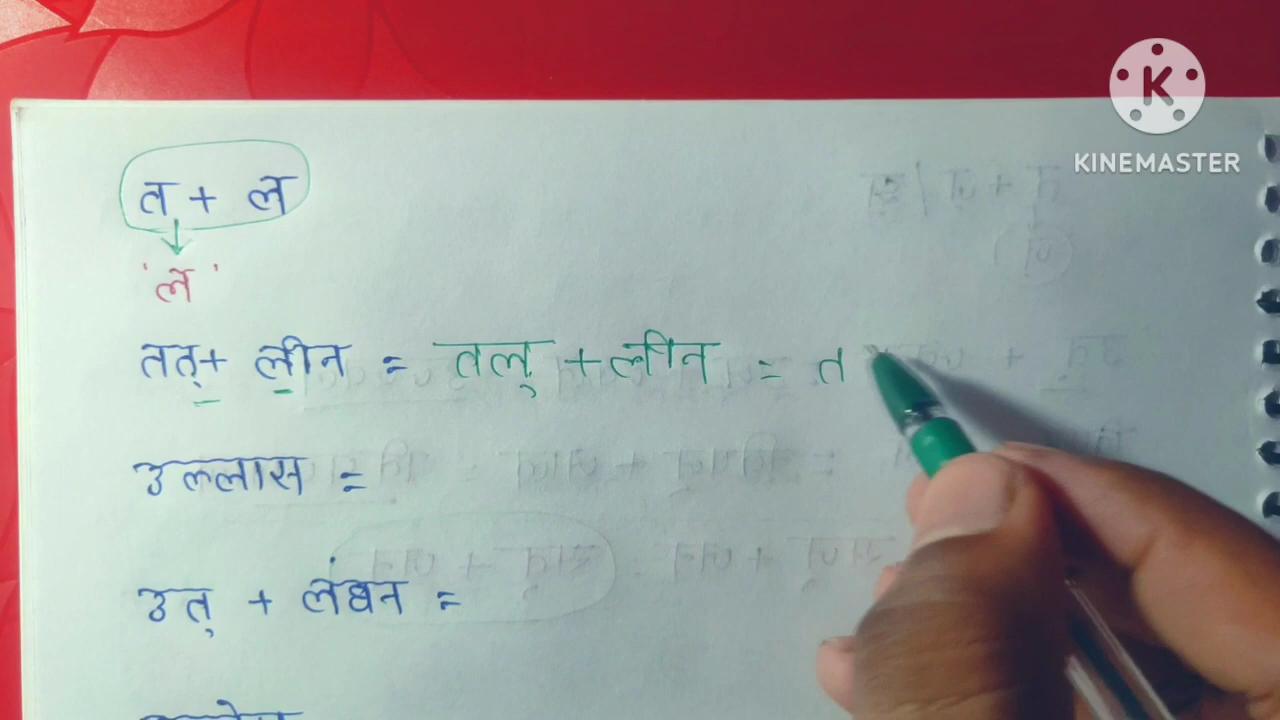 KINEMASTER
त + ल
'ल'
तत् + लीन = तल् + लीन = त
उल्लास =
उत् + लंघन =